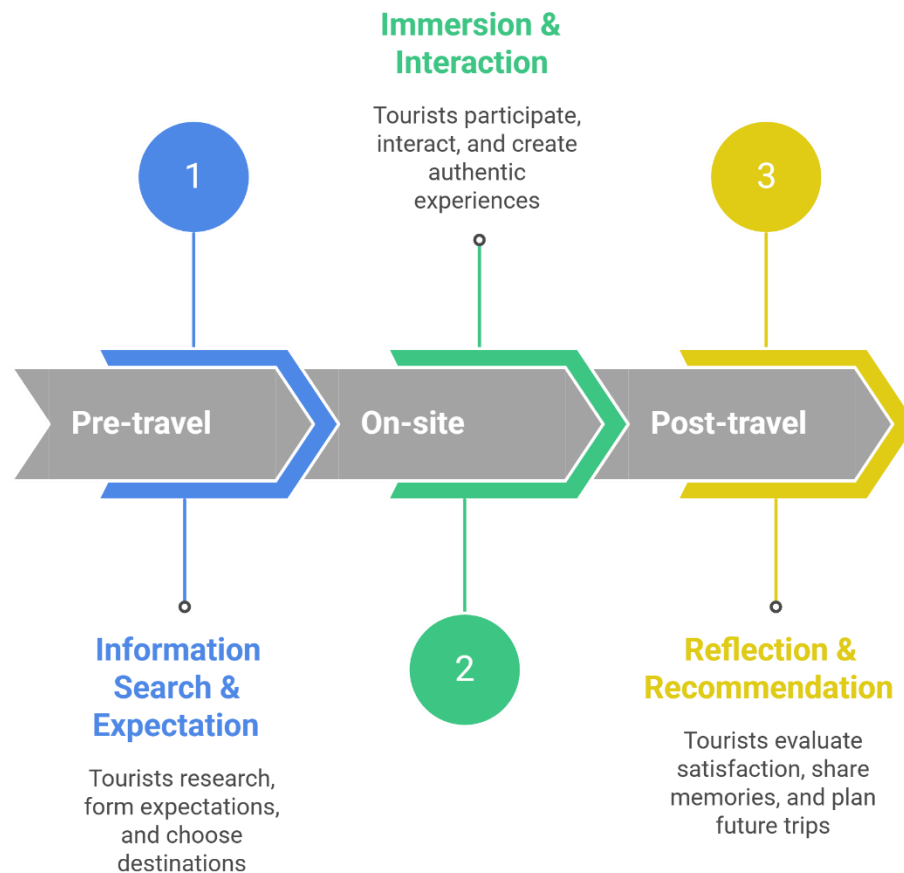 1
Pre-travel
Information
Search &
Expectation
Tourists research,
form expectations,
and choose
destinations
Immersion &
Interaction
Tourists participate,
interact, and create
authentic
experiences
On-site
2
3
Post-travel
Reflection &
Recommendation
Tourists evaluate
satisfaction, share
memories, and plan
future trips